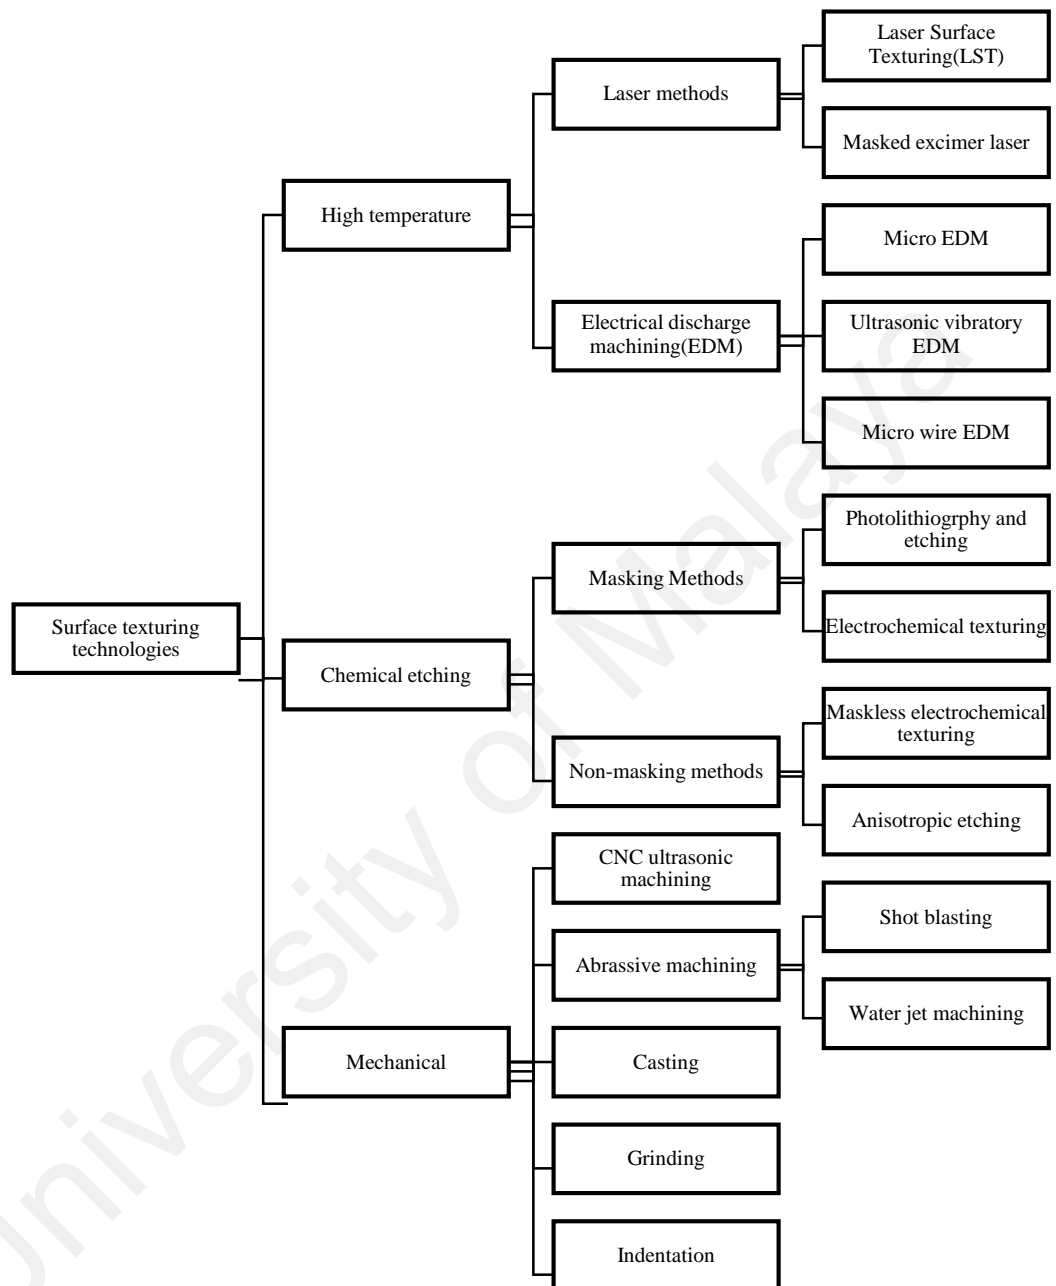 Laser Surface
Texturing(LST)
Laser methods
Masked excimer laser
High temperature
Micro EDM
Electrical discharge
machining(EDM)
Ultrasonic vibratory
EDM
Micro wire EDM
Photolithiogrphy and
etching
Masking Methods
Electrochemical texturing
Surface texturing
technologies
Chemical etching
Maskless electrochemical
texturing
Non-masking methods
Anisotropic etching
CNC ultrasonic
machining
Shot blasting
Abrassive machining
Water jet machining
Mechanical
Casting
Grinding
Indentation
University of Malaya